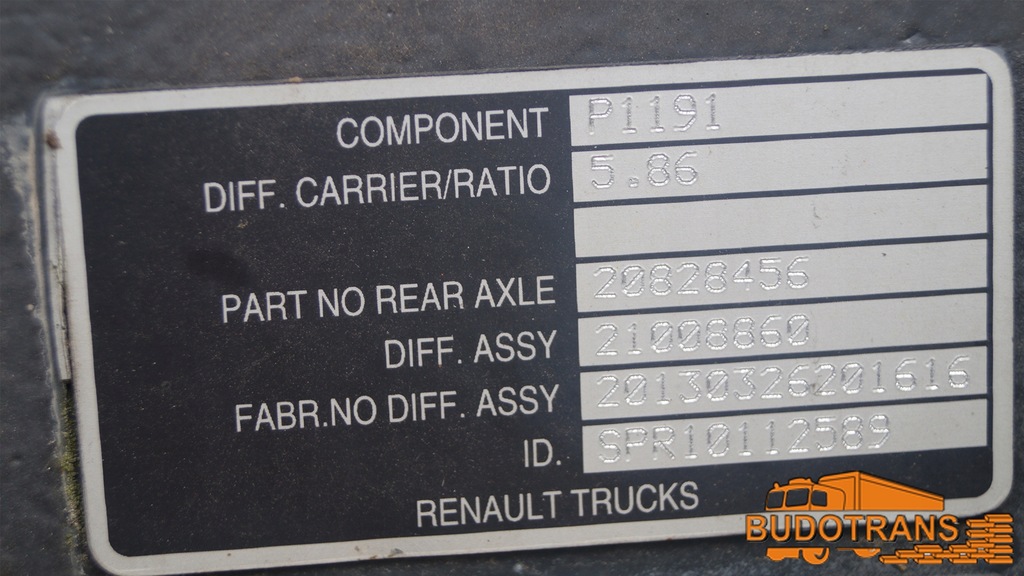 COMPONENT P1191
DIFF. CARRIER/RATIO 5.86
PART NO REAR AXLE 20828456
DIFF. ASSY 21008860
FABR.NO DIFF. ASSY 20130326201616
ID. SPR10112589
RENAULT TRUCKS
BUDOTRANS